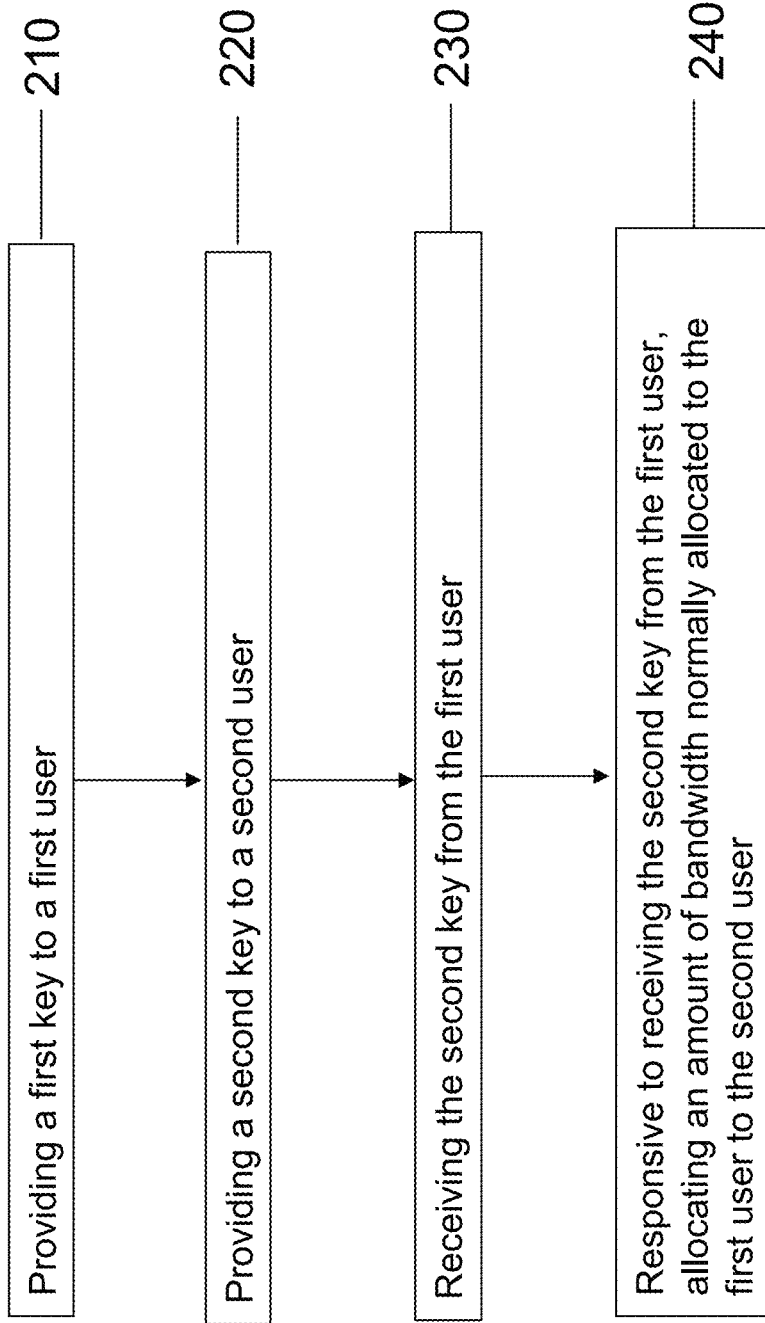 Providing a first key to a first user
210
Providing a second key to a second user
220
Receiving the second key from the first user
230
Responsive to receiving the second key from the first user,
allocating an amount of bandwidth normally allocated to the
first user to the second user
240